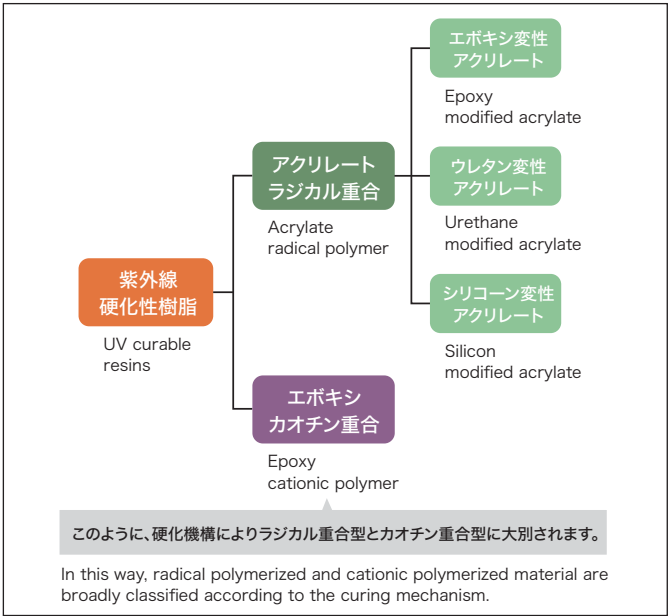 エボキシ変性
アクリレート
Epoxy
modified acrylate
アクリレート
ラジカル重合
Acrylate
radical polymer
ウレタン変性
アクリレート
Urethane
modified acrylate
紫外線
硬化性樹脂
UV curable
resins
シリコーン変性
アクリレート
Silicon
modified acrylate
エボキシ
カオチン重合
Epoxy
cationic polymer
このように、硬化機構によりラジカル重合型とカオチン重合型に大別されます。
In this way, radical polymerized and cationic polymerized material are
broadly classified according to the curing mechanism.